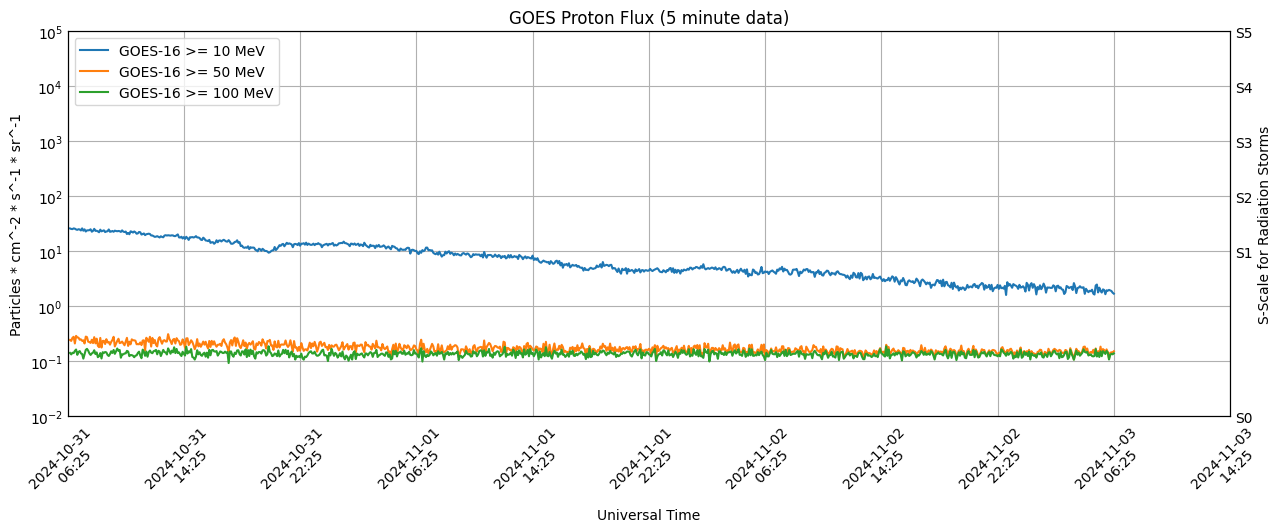 GOES Proton Flux (5 minute data)
GOES-16 >= 10 MeV
GOES-16 >= 50 MeV
GOES-16 >= 100 MeV
Particles * cm^-2 * s^-1 * sr^-1
10^5
10^4
10^3
10^2
10^1
10^0
10^-1
10^-2
S5
S4
S3
S2
S1
S0
S-Scale for Radiation Storms
2024-10-31
06:25
2024-10-31
14:25
2024-10-31
22:25
2024-11-01
06:25
2024-11-01
14:25
2024-11-01
22:25
2024-11-02
06:25
2024-11-02
14:25
2024-11-02
22:25
2024-11-03
06:25
2024-11-03
14:25
Universal Time